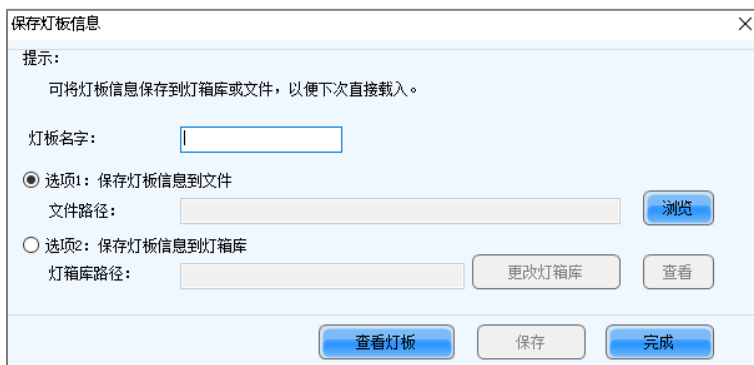 保存灯板信息
提示:
可将灯板信息保存到灯箱库或文件，以便下次直接载入。
灯板名字:
选项1: 保存灯板信息到文件
文件路径:
浏览
选项2: 保存灯板信息到灯箱库
灯箱库路径:
更改灯箱库
查看
查看灯板
保存
完成